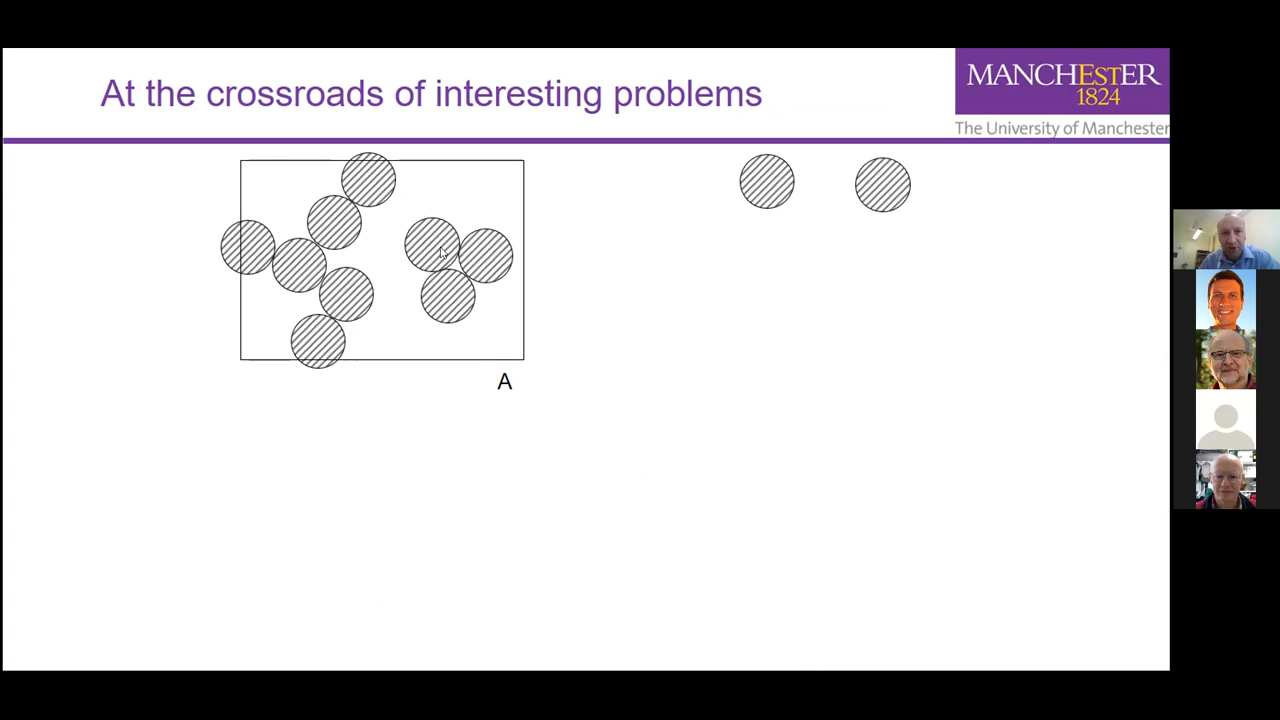 At the crossroads of interesting problems
MANCHEsTER
1824
The University of Manchester
A